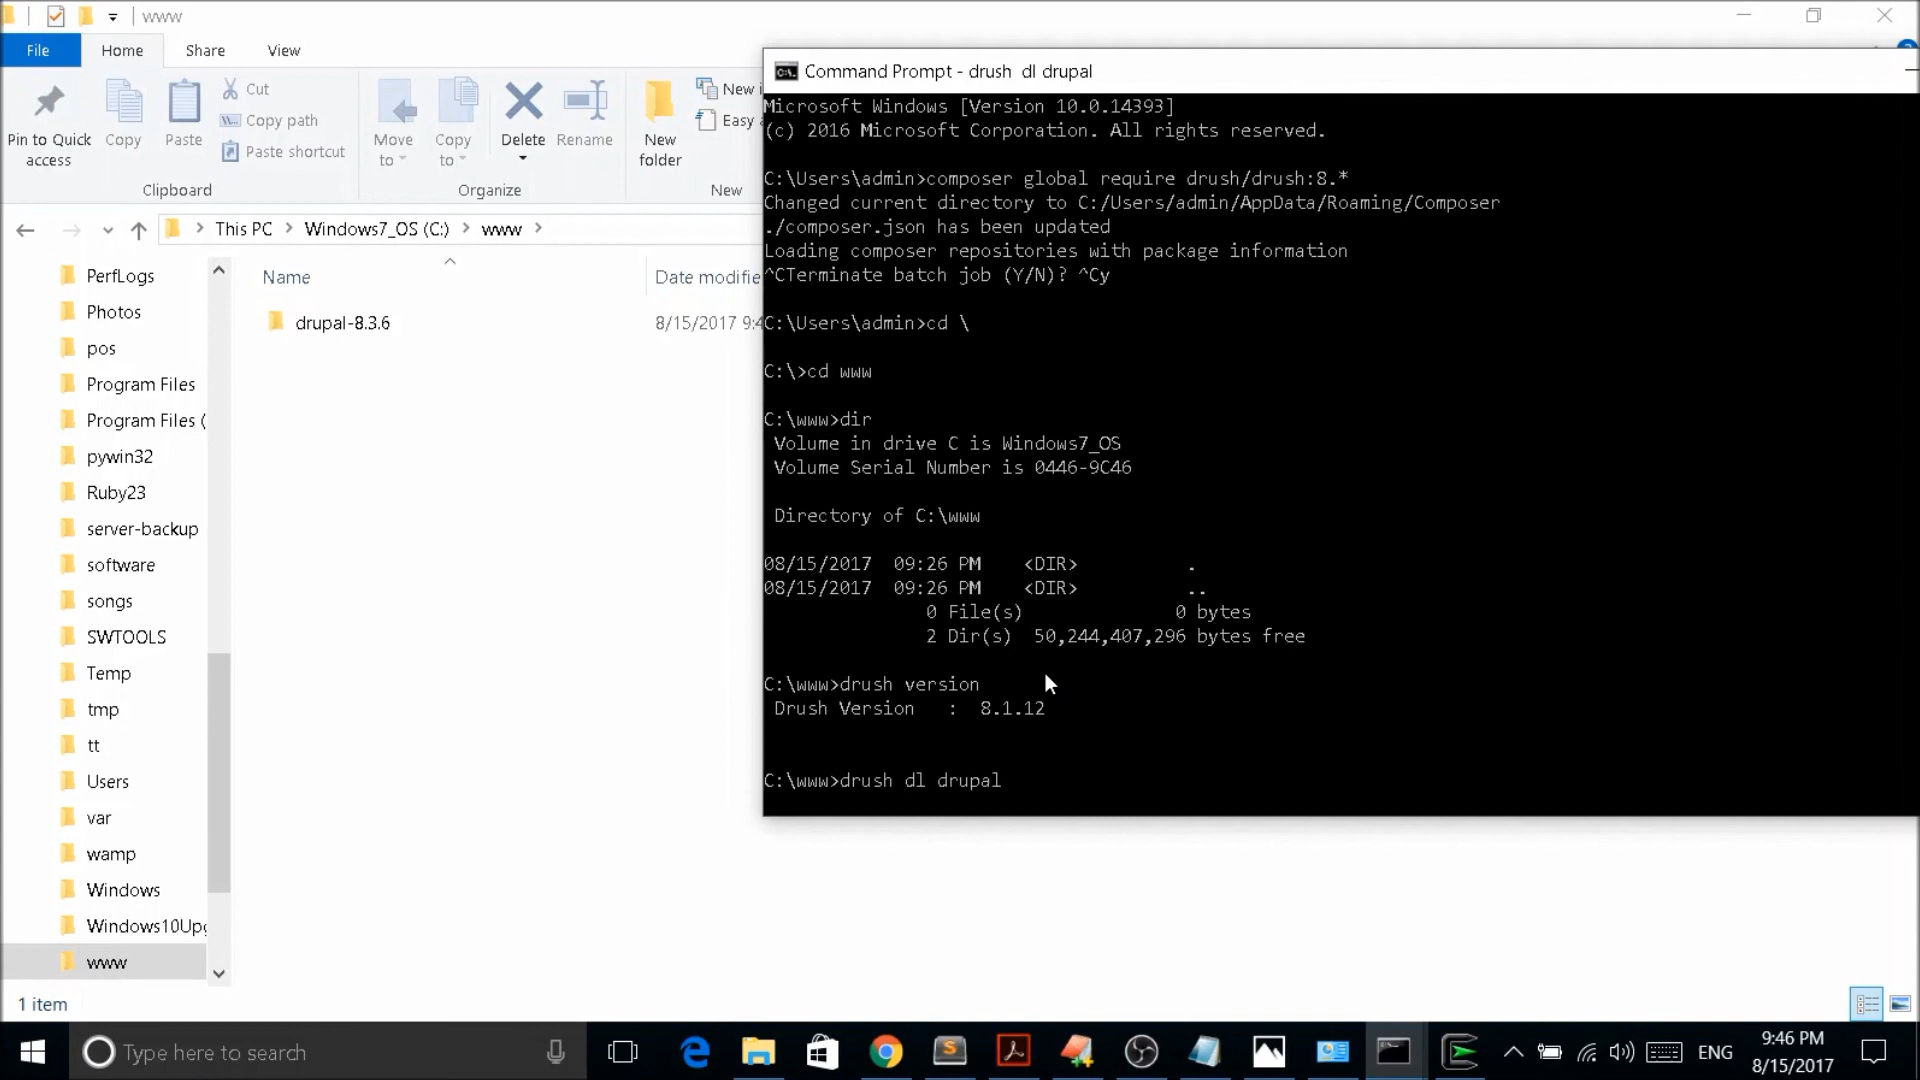 www
File
Home
Share
View
Pin to Quick access
Copy
Paste
Cut
Copy path
Paste shortcut
Clipboard
Move to
Copy to
Delete
Rename
Organize
New folder
New i
Easy
New
This PC
Windows7_OS (C:)
www
Name
Date modifie
drupal-8.3.6
8/15/2017 9:4
PerfLogs
Photos
pos
Program Files
Program Files (
pywin32
Ruby23
server-backup
software
songs
SWTOOLS
Temp
tmp
tt
Users
var
wamp
Windows
Windows10Upg
www
1 item
Command Prompt - drush  dl drupal
Microsoft Windows [Version 10.0.14393]
(c) 2016 Microsoft Corporation. All rights reserved.
C:\Users\admin>composer global require drush/drush:8.*
Changed current directory to C:/Users/admin/AppData/Roaming/Composer
./composer.json has been updated
Loading composer repositories with package information
^CTerminate batch job (Y/N)? ^Cy
C:\Users\admin>cd \
C:\>cd www
C:\www>dir
Volume in drive C is Windows7_OS
Volume Serial Number is 0446-9C46
Directory of C:\www
08/15/2017  09:26 PM    <DIR>          .
08/15/2017  09:26 PM    <DIR>          ..
0 File(s)              0 bytes
2 Dir(s)  50,244,407,296 bytes free
C:\www>drush version
Drush Version   :  8.1.12
C:\www>drush dl drupal
Type here to search
ENG
9:46 PM
8/15/2017